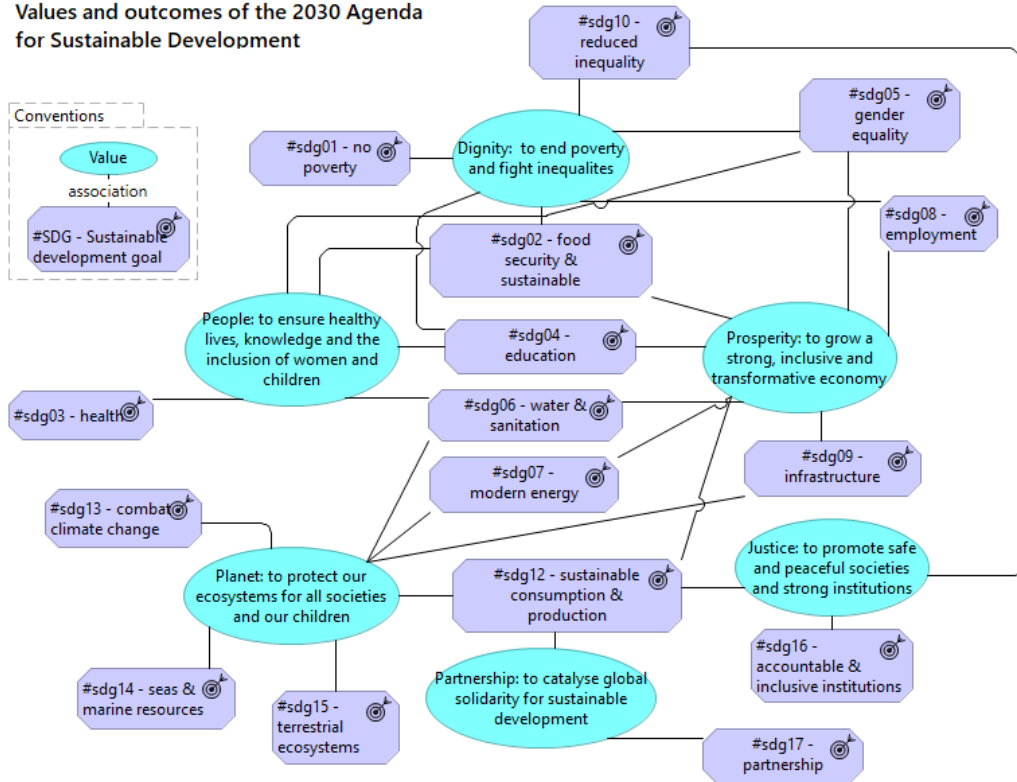 Values and outcomes of the 2030 Agenda
for Sustainable Development
Conventions
Value
association
#SDG - Sustainable
development goal
#sdg10 -
reduced
inequality
#sdg05 -
gender
equality
#sdg01 - no
poverty
Dignity:  to end poverty
and fight inequalites
#sdg08 -
employment
#sdg02 - food
security &
sustainable
People: to ensure healthy
lives, knowledge and the
inclusion of women and
children
#sdg04 -
education
Prosperity: to grow a
strong, inclusive and
transformative economy
#sdg03 - health
#sdg06 - water &
sanitation
#sdg07 -
modern energy
#sdg09 -
infrastructure
#sdg13 - combat
climate change
Planet: to protect our
ecosystems for all societies
and our children
#sdg12 - sustainable
consumption &
production
Justice: to promote safe
and peaceful societies
and strong institutions
#sdg14 - seas &
marine resources
#sdg15 -
terrestrial
ecosystems
Partnership: to catalyse global
solidarity for sustainable
development
#sdg16 -
accountable &
inclusive institutions
#sdg17 -
partnership